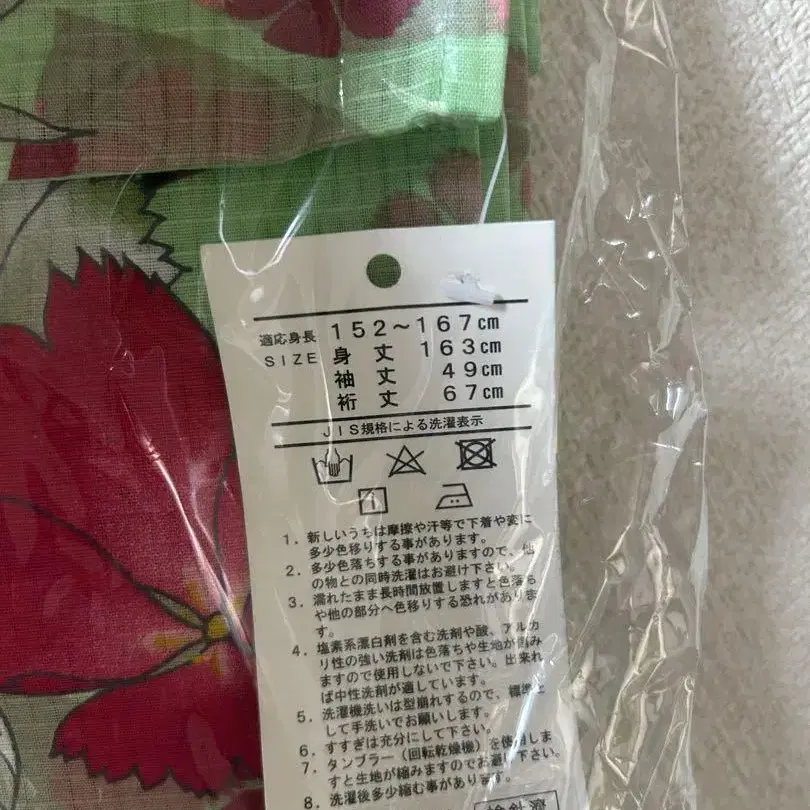 適応身長 152～167cm
SIZE 身丈 163cm
袖丈 49cm
裄丈 67cm
JIS規格による洗濯表示
1．新しいうちは摩擦や汗等で下着や変に
多少色移りする事があります。
2．多少色落ちする事がありますので、他
の物との同時洗濯はお避け下さい。
3．濡れたまま長時間放置しますと色落ち
や他の部分へ色移りする恐れがありま
す。
4．塩素系漂白剤を含む洗剤や酸、アルカ
リ性の強い洗剤は色落ちや生地が傷み
ますので使用しないで下さい。出来れ
ば中性洗剤が適しています。
5．洗濯機洗いは型崩れするので、標準と
して手洗いでお願いします。
6．すすぎは充分にして下さい。
7．タンブラー（回転乾燥機）を使用しま
すと生地が縮みますのでお避け下さい。
8．洗濯後多少縮む事があります。
検針済